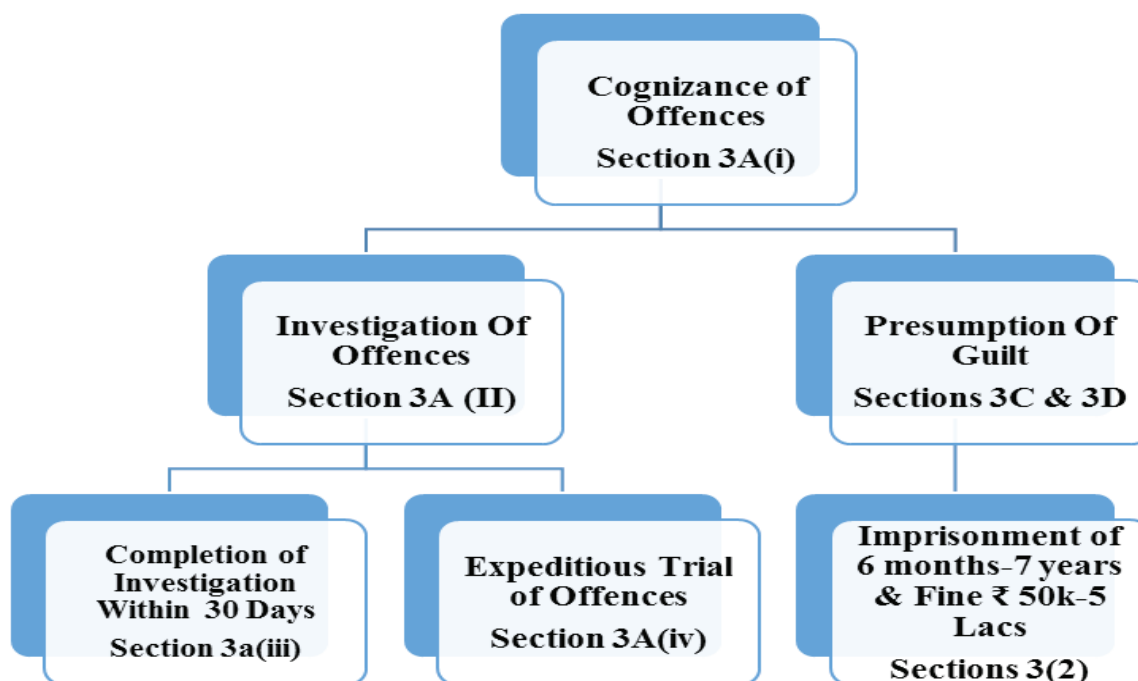 Cognizance of
Offences
Section 3A(i)
Investigation Of
Offences
Section 3A (II)
Presumption Of
Guilt
Sections 3C & 3D
Completion of
Investigation
Within 30 Days
Section 3a(iii)
Expeditious Trial
of Offences
Section 3A(iv)
Imprisonment of
6 months-7 years
& Fine ₹ 50k-5
Lacs
Sections 3(2)